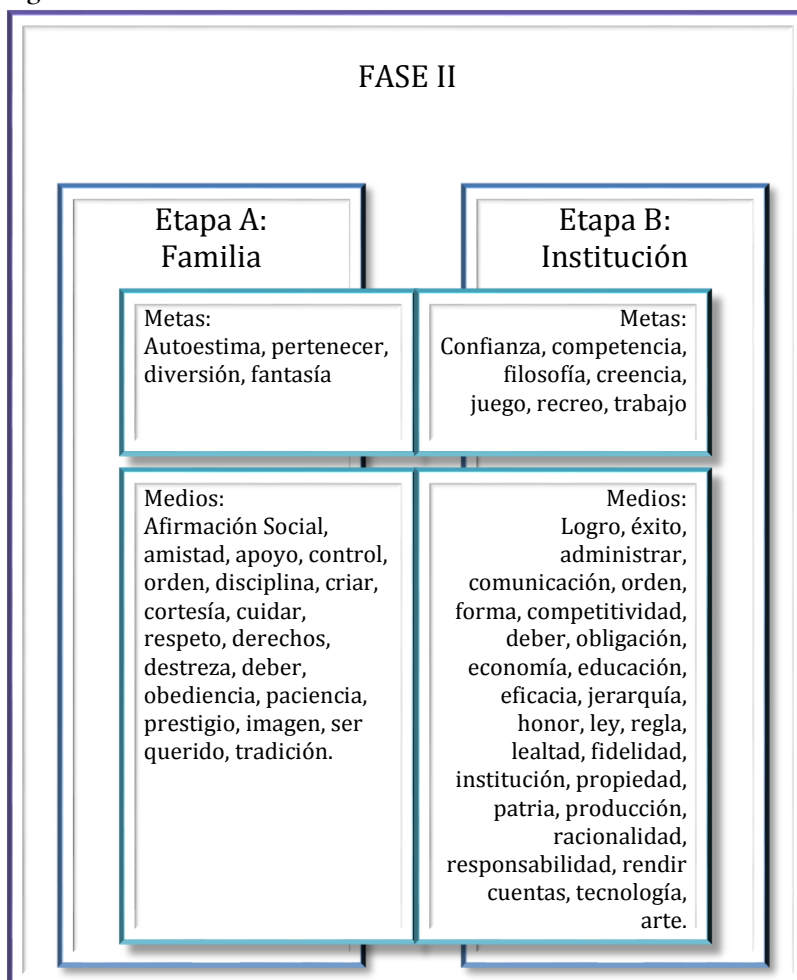 FASE II
Etapa A:
Familia
Etapa B:
Institución
Metas:
Autoestima, pertenecer,
diversión, fantasía
Metas:
Confianza, competencia,
filosofía, creencia,
juego, recreo, trabajo
Medios:
Afirmación Social,
amistad, apoyo, control,
orden, disciplina, criar,
cortesía, cuidar,
respeto, derechos,
destreza, deber,
obediencia, paciencia,
prestigio, imagen, ser
querido, tradición.
Medios:
Logro, éxito,
administrar,
comunicación, orden,
forma, competitividad,
deber, obligación,
economía, educación,
eficacia, jerarquía,
honor, ley, regla,
lealtad, fidelidad,
institución, propiedad,
patria, producción,
racionalidad,
responsabilidad, rendir
cuentas, tecnología,
arte.